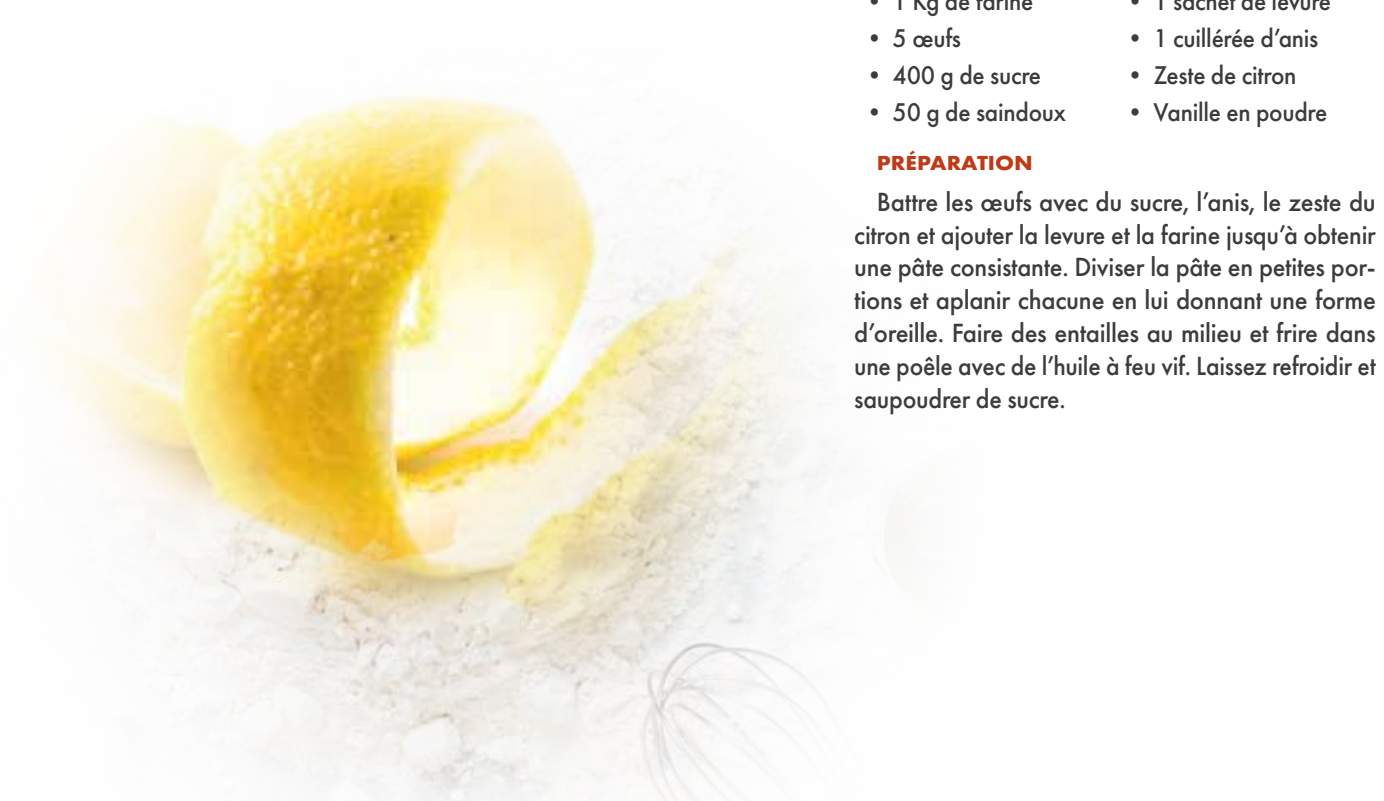 • 1 Kg de farine
• 5 œufs
• 400 g de sucre
• 50 g de saindoux
• 1 sachet de levure
• 1 cuillérée d’anis
• Zeste de citron
• Vanille en poudre
PRÉPARATION
Battre les œufs avec du sucre, l’anis, le zeste du
citron et ajouter la levure et la farine jusqu’à obtenir
une pâte consistante. Diviser la pâte en petites por-
tions et aplanir chacune en lui donnant une forme
d’oreille. Faire des entailles au milieu et frire dans
une poêle avec de l’huile à feu vif. Laissez refroidir et
saupoudrer de sucre.